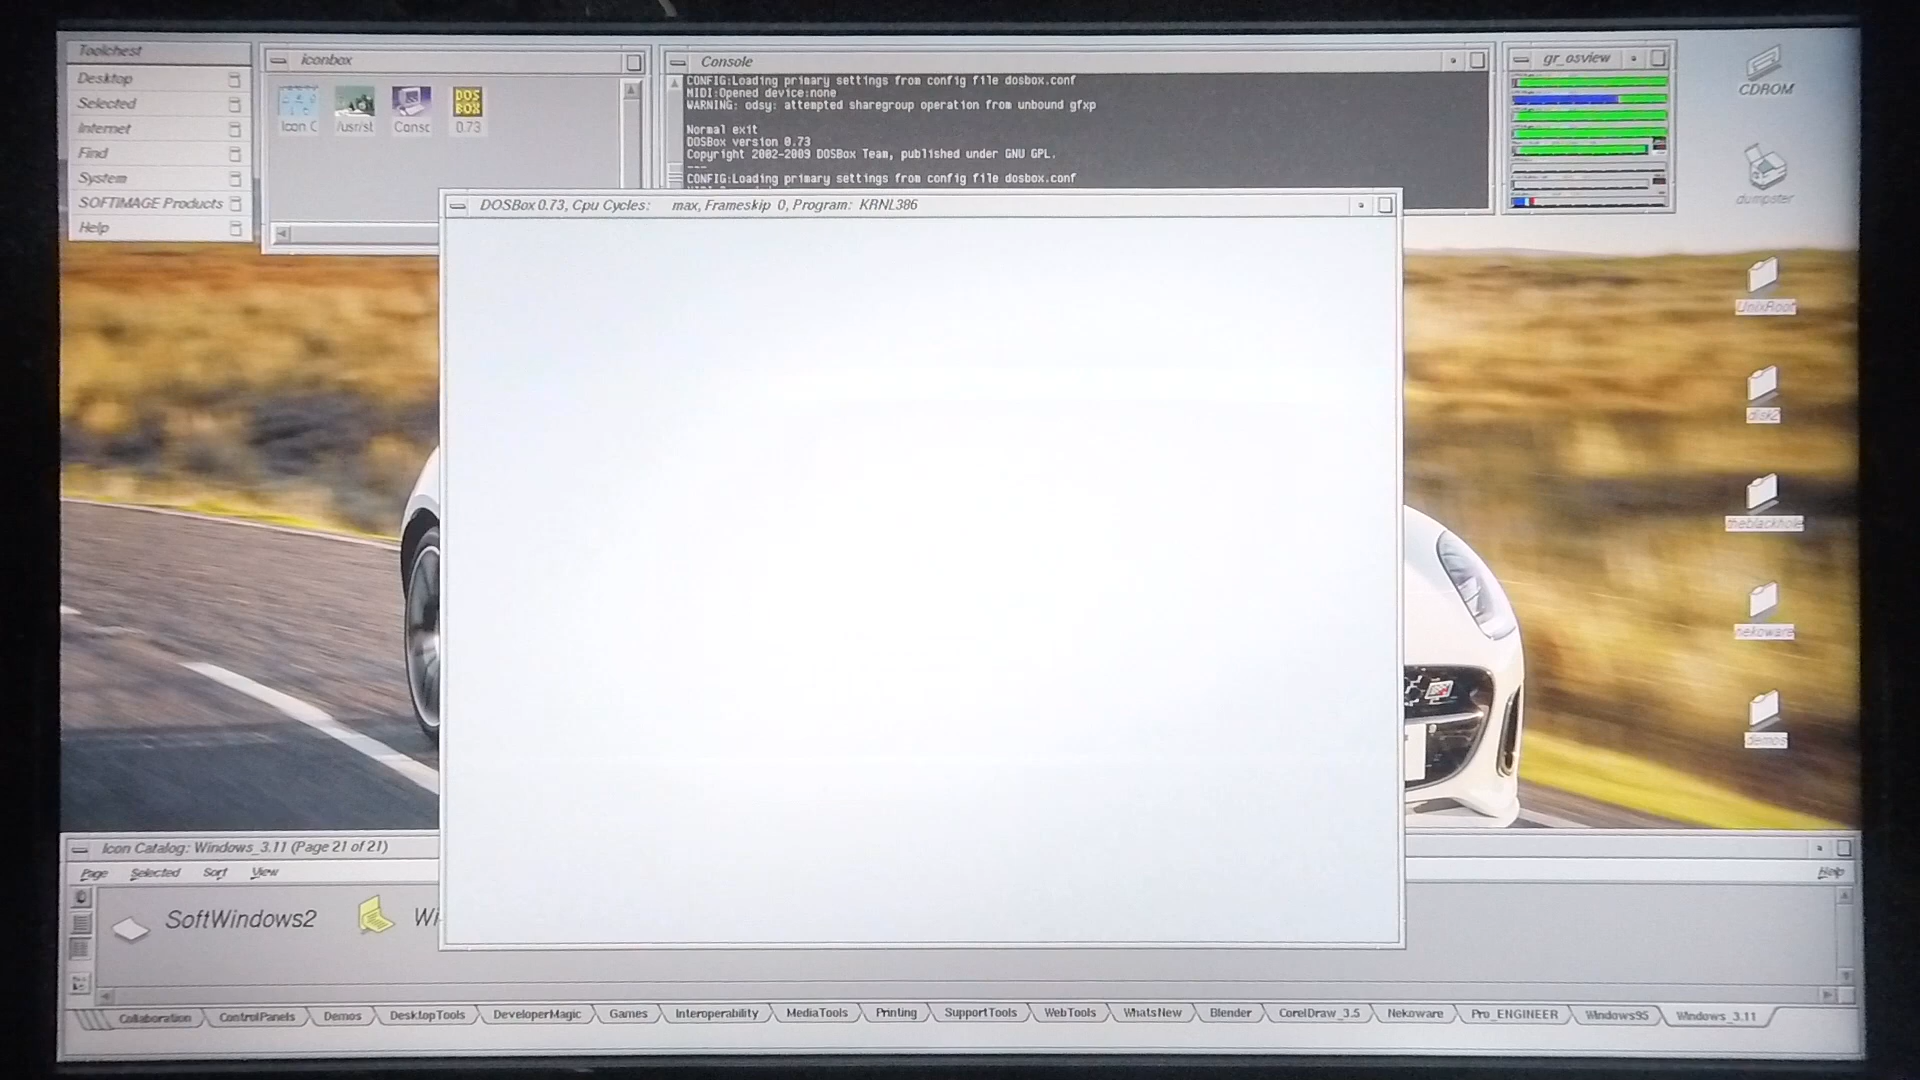 Toolchest
Desktop
Selected
Internet
Find
System
SOFTIMAGE Products
Help
iconbox
Icon C
/usr/st
Consc
DOS
BOX
0.73
Console
CONFIG:Loading primary settings from config file dosbox.conf
MIDI:Opened device:none
WARNING: odsy: attempted sharegroup operation from unbound gfxp
Normal exit
DOSBox version 0.73
Copyright 2002-2009 DOSBox Team, published under GNU GPL.
---
CONFIG:Loading primary settings from config file dosbox.conf
gr_osview
CDROM
dumpster
UnixRoot
disk2
theblackhole
nekoware
demos
DOSBox 0.73, Cpu Cycles: max, Frameskip 0, Program: KRNL386
Icon Catalog: Windows_3.11 (Page 21 of 21)
Page Selected Sort View Help
SoftWindows2
Wi
Collaboration ControlPanels Demos DesktopTools DeveloperMagic Games Interoperability MediaTools Printing SupportTools WebTools WhatsNew Blender CorelDraw_3.5 Nekoware Pro_ENGINEER Windows95 Windows_3.11